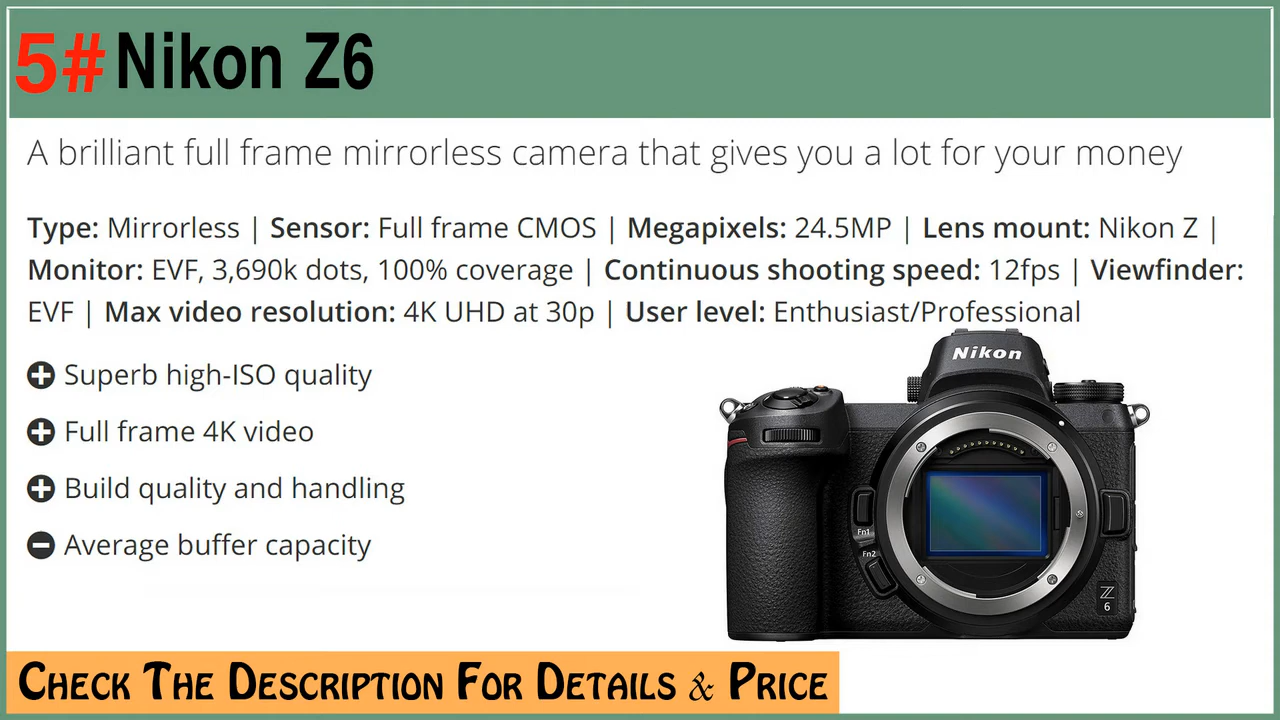 5# Nikon Z6
A brilliant full frame mirrorless camera that gives you a lot for your money
Type: Mirrorless | Sensor: Full frame CMOS | Megapixels: 24.5MP | Lens mount: Nikon Z |
Monitor: EVF, 3,690k dots, 100% coverage | Continuous shooting speed: 12fps | Viewfinder:
EVF | Max video resolution: 4K UHD at 30p | User level: Enthusiast/Professional
Superb high-ISO quality
Full frame 4K video
Build quality and handling
Average buffer capacity
Nikon
Fn1
Fn2
Z
6
Check The Description For Details & Price